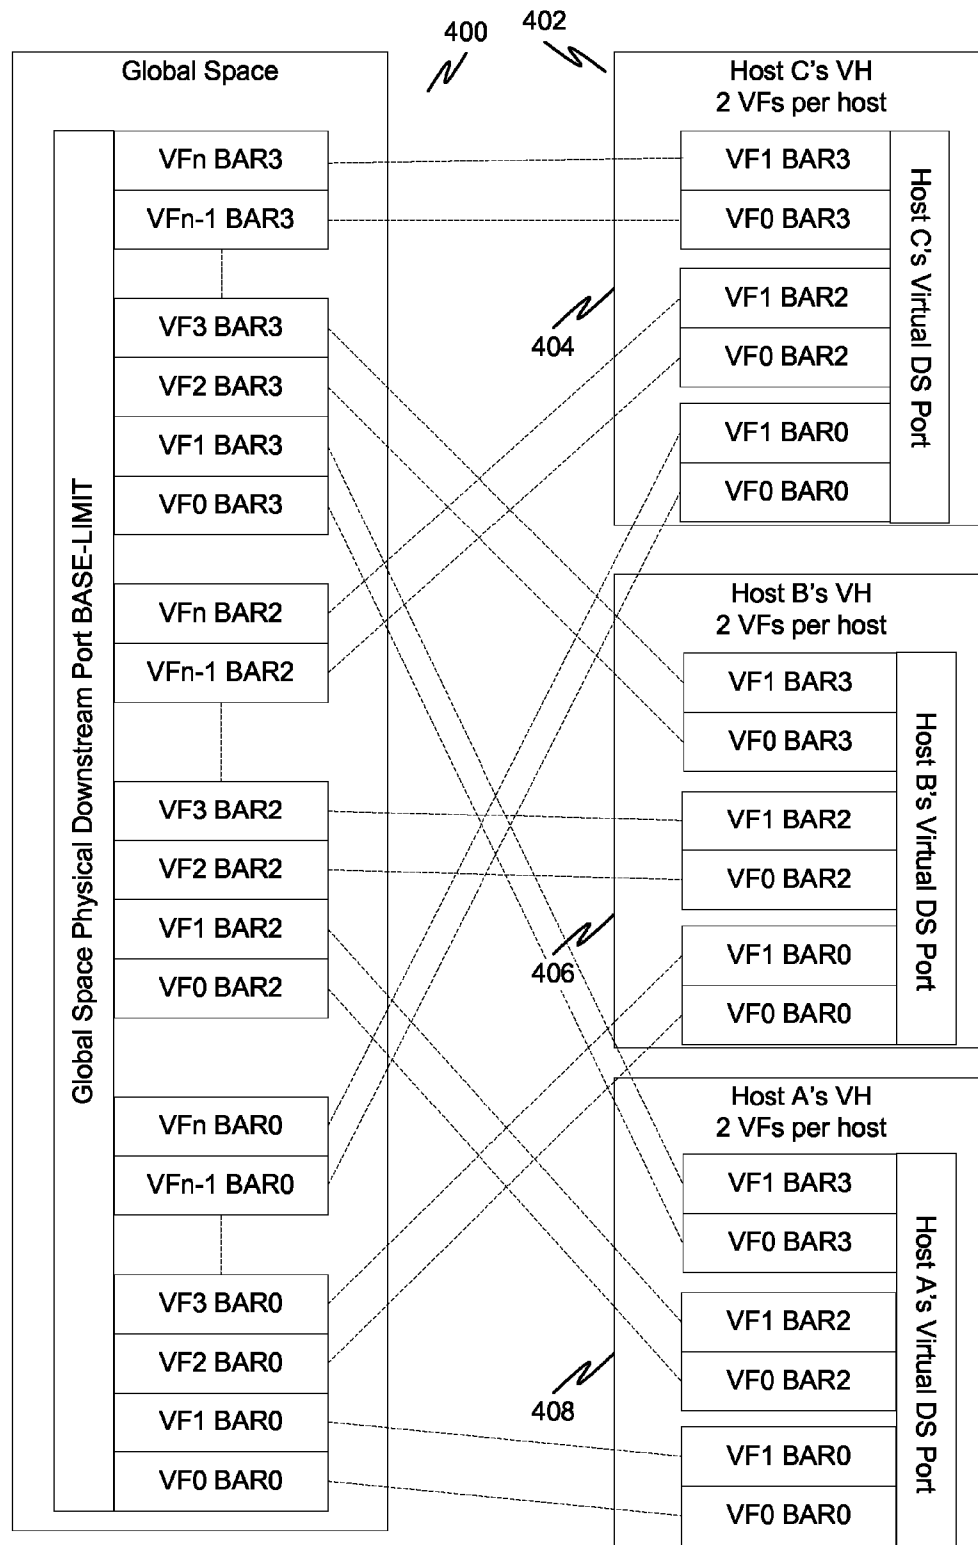 400
402
Global Space
Global Space Physical Downstream Port BASE-LIMIT
VFn BAR3
VFn-1 BAR3
VF3 BAR3
VF2 BAR3
VF1 BAR3
VF0 BAR3
VFn BAR2
VFn-1 BAR2
VF3 BAR2
VF2 BAR2
VF1 BAR2
VF0 BAR2
VFn BAR0
VFn-1 BAR0
VF3 BAR0
VF2 BAR0
VF1 BAR0
VF0 BAR0
Host C's VH
2 VFs per host
VF1 BAR3
VF0 BAR3
VF1 BAR2
VF0 BAR2
VF1 BAR0
VF0 BAR0
Host C's Virtual DS Port
404
Host B's VH
2 VFs per host
VF1 BAR3
VF0 BAR3
VF1 BAR2
VF0 BAR2
VF1 BAR0
VF0 BAR0
Host B's Virtual DS Port
406
Host A's VH
2 VFs per host
VF1 BAR3
VF0 BAR3
VF1 BAR2
VF0 BAR2
VF1 BAR0
VF0 BAR0
Host A's Virtual DS Port
408